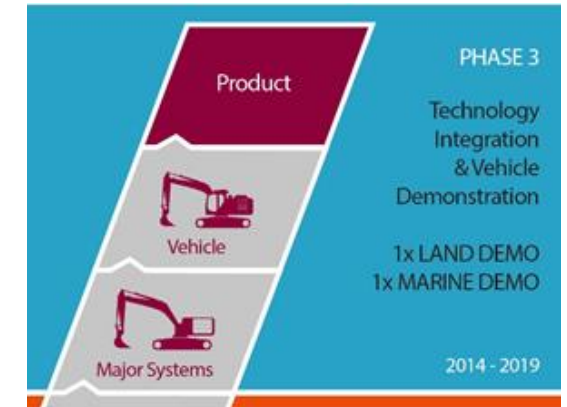 Product
Vehicle
Major Systems
PHASE 3
Technology
Integration
& Vehicle
Demonstration
1x LAND DEMO
1x MARINE DEMO
2014 - 2019